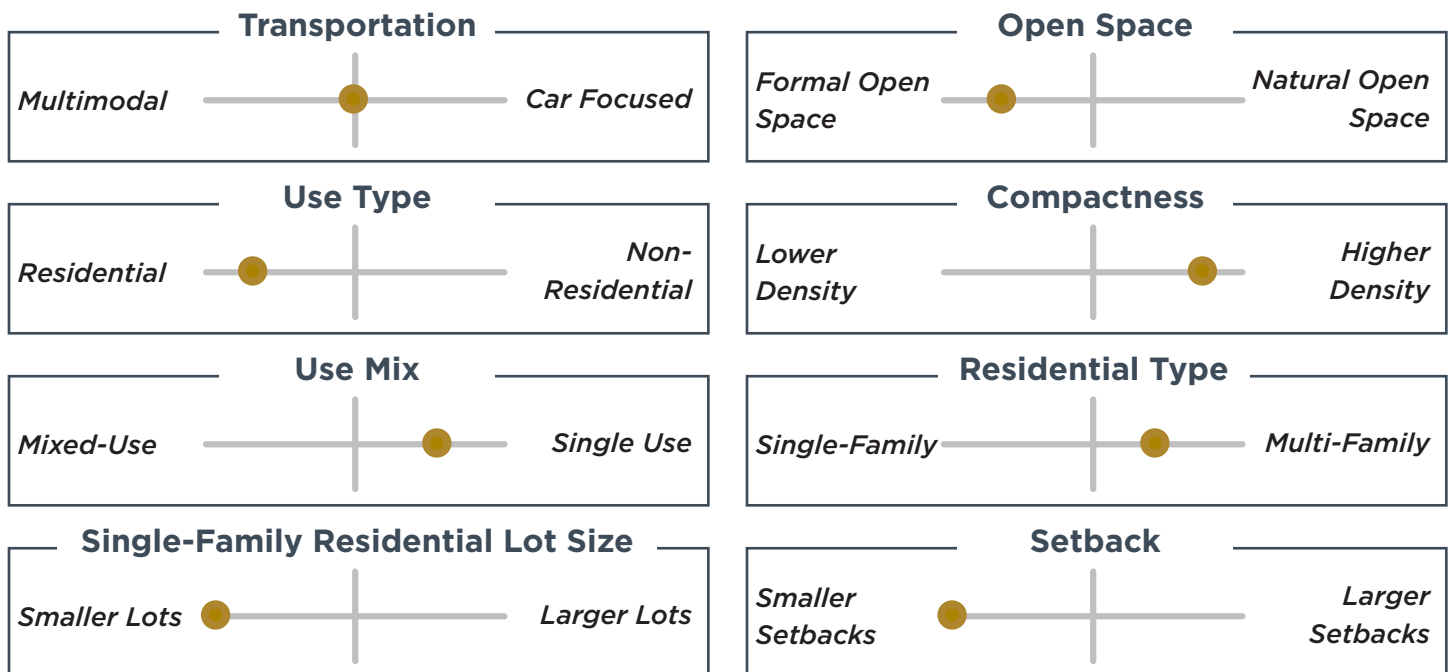 Transportation
Multimodal
Car Focused
Open Space
Formal Open
Space
Natural Open
Space
Use Type
Residential
Non-
Residential
Compactness
Lower
Density
Higher
Density
Use Mix
Mixed-Use
Single Use
Residential Type
Single-Family
Multi-Family
Single-Family Residential Lot Size
Smaller Lots
Larger Lots
Setback
Smaller
Setbacks
Larger
Setbacks